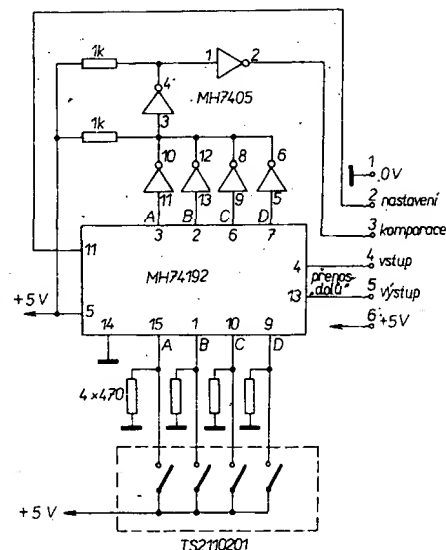 1k
1 2
4
MH7405
3
1k
10 12 8 6
11 13 9 5
A B C D
3 2 6 7
11
MH74192
4
13
5
14 15 1 10 9
A B C D
+5 V
4×470
+5 V
TS2110201
1 0V
2 nastavení
3 komparace
4 vstup
přenos
„dolů"
5 výstup
6 +5V